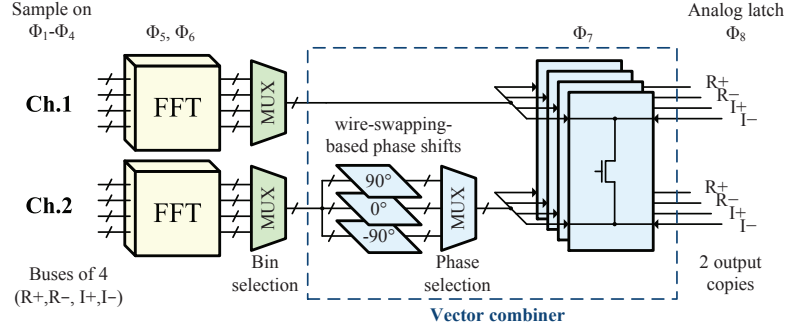 Sample on
Φ1-Φ4
Φ5, Φ6
Φ7
Analog latch
Φ8
Ch.1
FFT
MUX
R+
R−
I+
I−
wire-swapping-
based phase shifts
Ch.2
FFT
MUX
90°
0°
-90°
MUX
R+
R−
I+
I−
Buses of 4
(R+,R−, I+,I−)
Bin
selection
Phase
selection
2 output
copies
Vector combiner